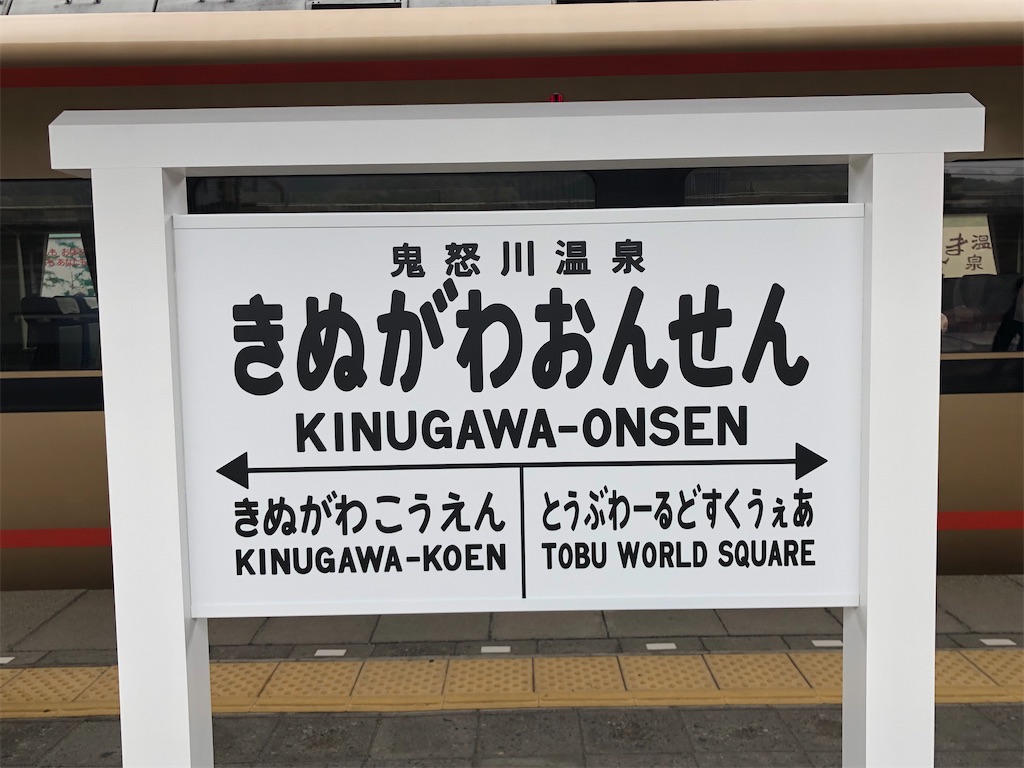 鬼怒川温泉
きぬがわおんせん
KINUGAWA-ONSEN
きぬがわこうえん
KINUGAWA-KOEN
とうぶわーるどすくうぇあ
TOBU WORLD SQUARE
温泉